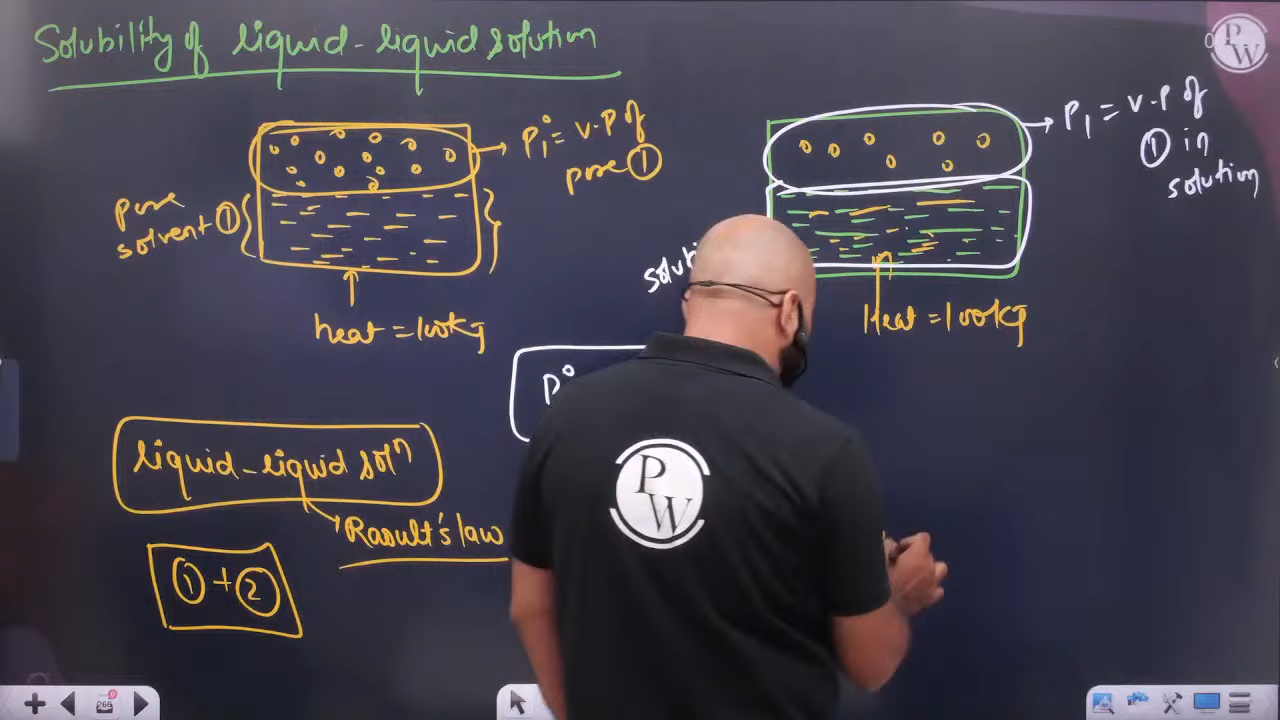 Solubility of liquid-liquid solution
P₁° = V.P of
pure ①
pure
solvent ①
heat = 100kJ
P₁ = V.P of
① in
solution
Heat = 100kJ
P°
liquid-liquid solⁿ
Raoult's law
① + ②
P
W
PW
266